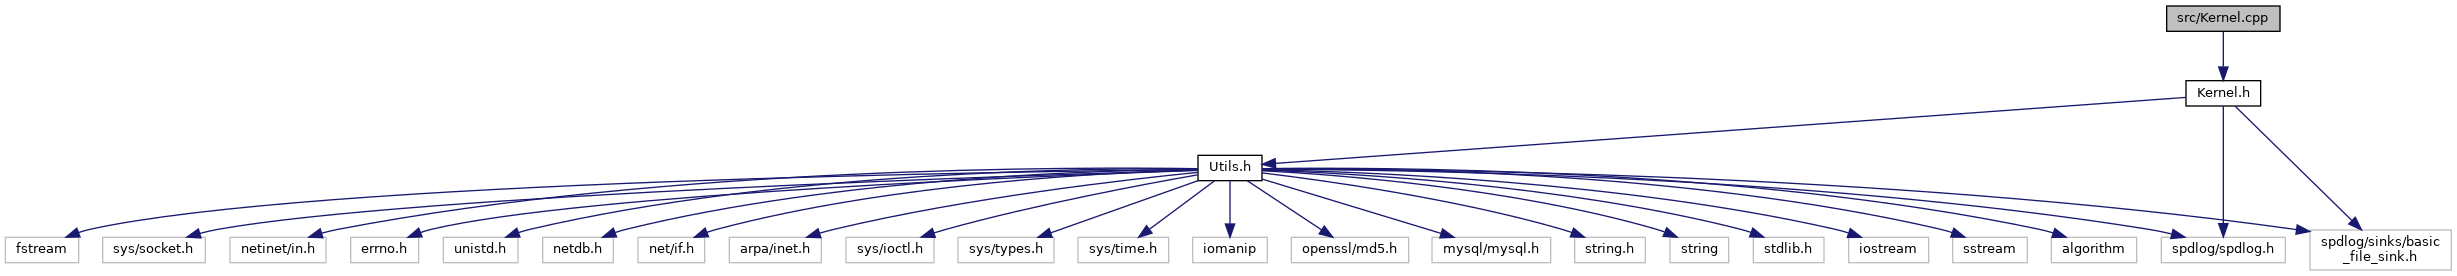 src/Kernel.cpp
Kernel.h
Utils.h
fstream
sys/socket.h
netinet/in.h
errno.h
unistd.h
netdb.h
net/if.h
arpa/inet.h
sys/ioctl.h
sys/types.h
sys/time.h
iomanip
openssl/md5.h
mysql/mysql.h
string.h
string
stdlib.h
iostream
sstream
algorithm
spdlog/spdlog.h
spdlog/sinks/basic
_file_sink.h